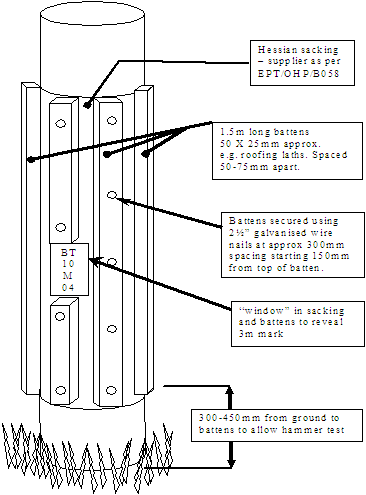 Hessian sacking
– supplier as per
EPT/OHP/B058
1.5m long battens
50 X 25mm approx.
e.g. roofing laths. Spaced
50-75mm apart.
Battens secured using
2½” galvanised wire
nails at approx 300mm
spacing starting 150mm
from top of batten.
BT
10
M
04
“window” in sacking
and battens to reveal
3m mark
300-450mm from ground to
battens to allow hammer test